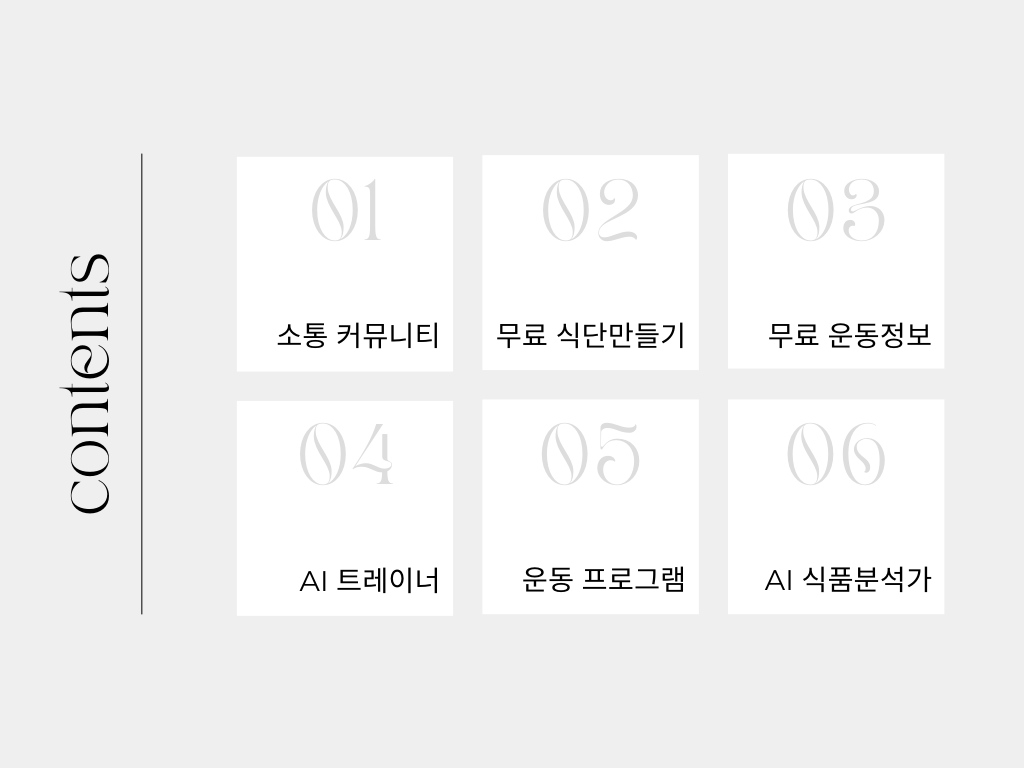 contents
01
소통 커뮤니티
02
무료 식단만들기
03
무료 운동정보
04
AI 트레이너
05
운동 프로그램
06
AI 식품분석가